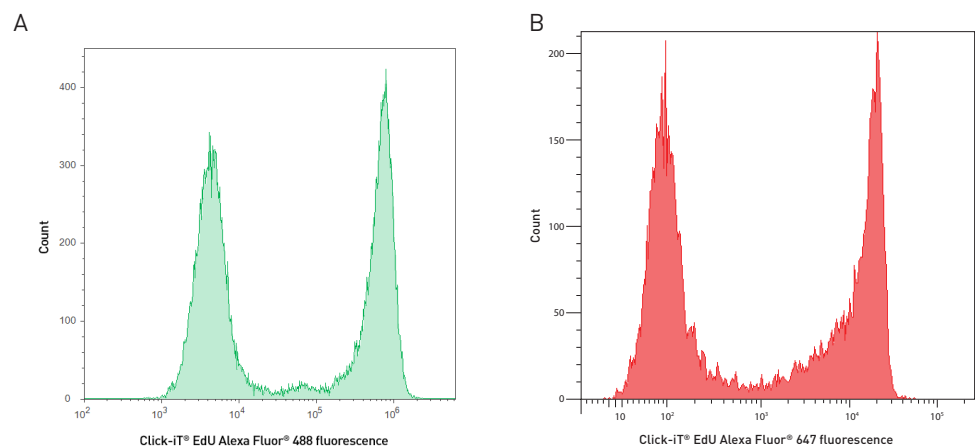 A
400
300
200
100
0
Count
10² 10³ 10⁴ 10⁵ 10⁶
Click-iT® EdU Alexa Fluor® 488 fluorescence
B
200
150
100
50
0
Count
10 10² 10³ 10⁴ 10⁵
Click-iT® EdU Alexa Fluor® 647 fluorescence